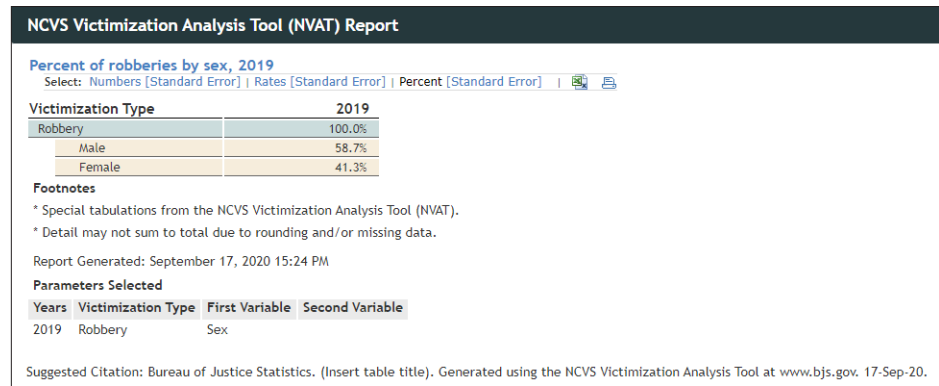 NCVS Victimization Analysis Tool (NVAT) Report
Percent of robberies by sex, 2019
Select: Numbers [Standard Error] | Rates [Standard Error] | Percent [Standard Error] |
Victimization Type 2019
Robbery 100.0%
Male 58.7%
Female 41.3%
Footnotes
* Special tabulations from the NCVS Victimization Analysis Tool (NVAT).
* Detail may not sum to total due to rounding and/or missing data.
Report Generated: September 17, 2020 15:24 PM
Parameters Selected
Years Victimization Type First Variable Second Variable
2019 Robbery Sex
Suggested Citation: Bureau of Justice Statistics. (Insert table title). Generated using the NCVS Victimization Analysis Tool at www.bjs.gov. 17-Sep-20.